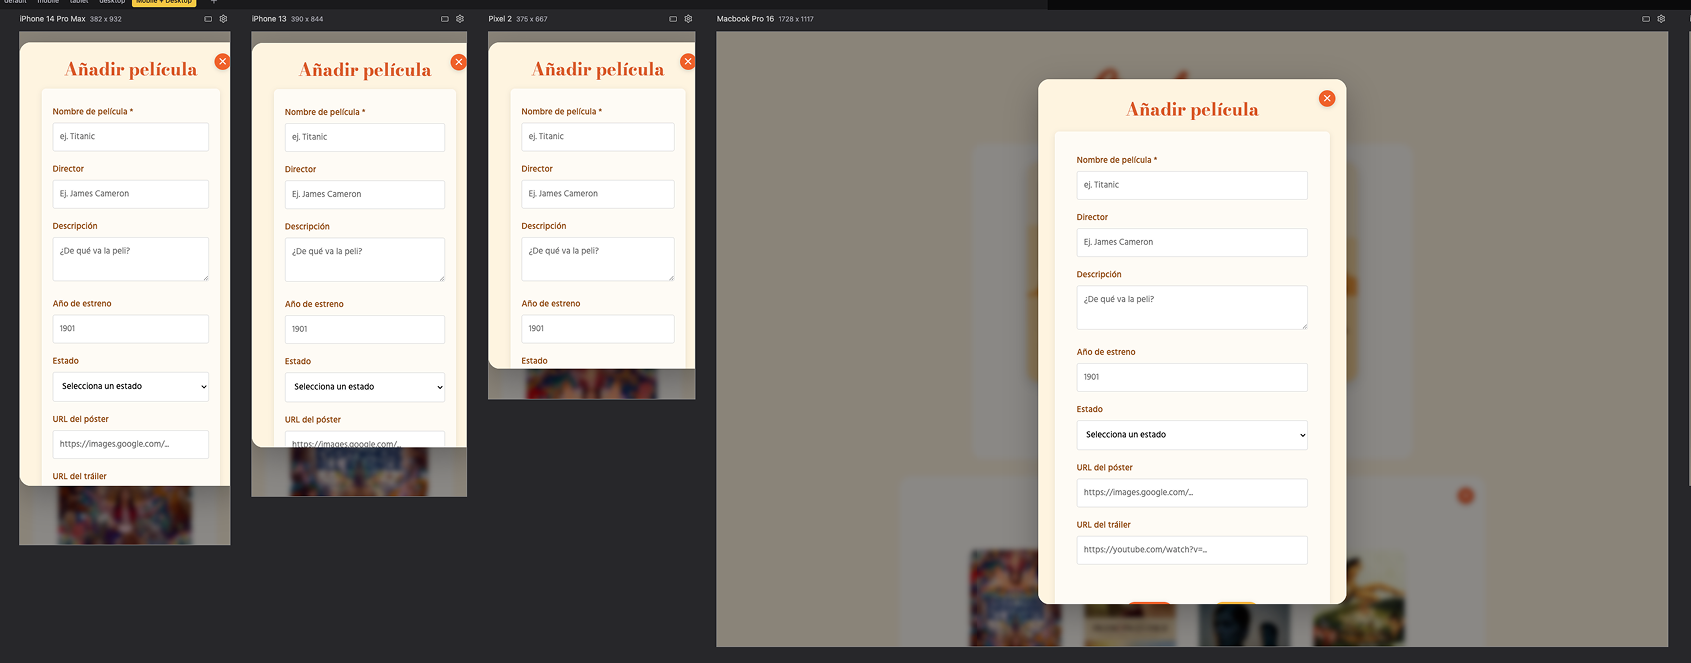 default mobile tablet desktop Mobile + Desktop +
iPhone 14 Pro Max 382 x 932
Añadir película
Nombre de película *
ej. Titanic
Director
Ej. James Cameron
Descripción
¿De qué va la peli?
Año de estreno
1901
Estado
Selecciona un estado
URL del póster
https://images.google.com/...
URL del tráiler
iPhone 13 390 x 844
Añadir película
Nombre de película *
ej. Titanic
Director
Ej. James Cameron
Descripción
¿De qué va la peli?
Año de estreno
1901
Estado
Selecciona un estado
URL del póster
https://images.google.com/...
Pixel 2 375 x 667
Añadir película
Nombre de película *
ej. Titanic
Director
Ej. James Cameron
Descripción
¿De qué va la peli?
Año de estreno
1901
Estado
Macbook Pro 16 1728 x 1117
Añadir película
Nombre de película *
ej. Titanic
Director
Ej. James Cameron
Descripción
¿De qué va la peli?
Año de estreno
1901
Estado
Selecciona un estado
URL del póster
https://images.google.com/...
URL del tráiler
https://youtube.com/watch?v=...